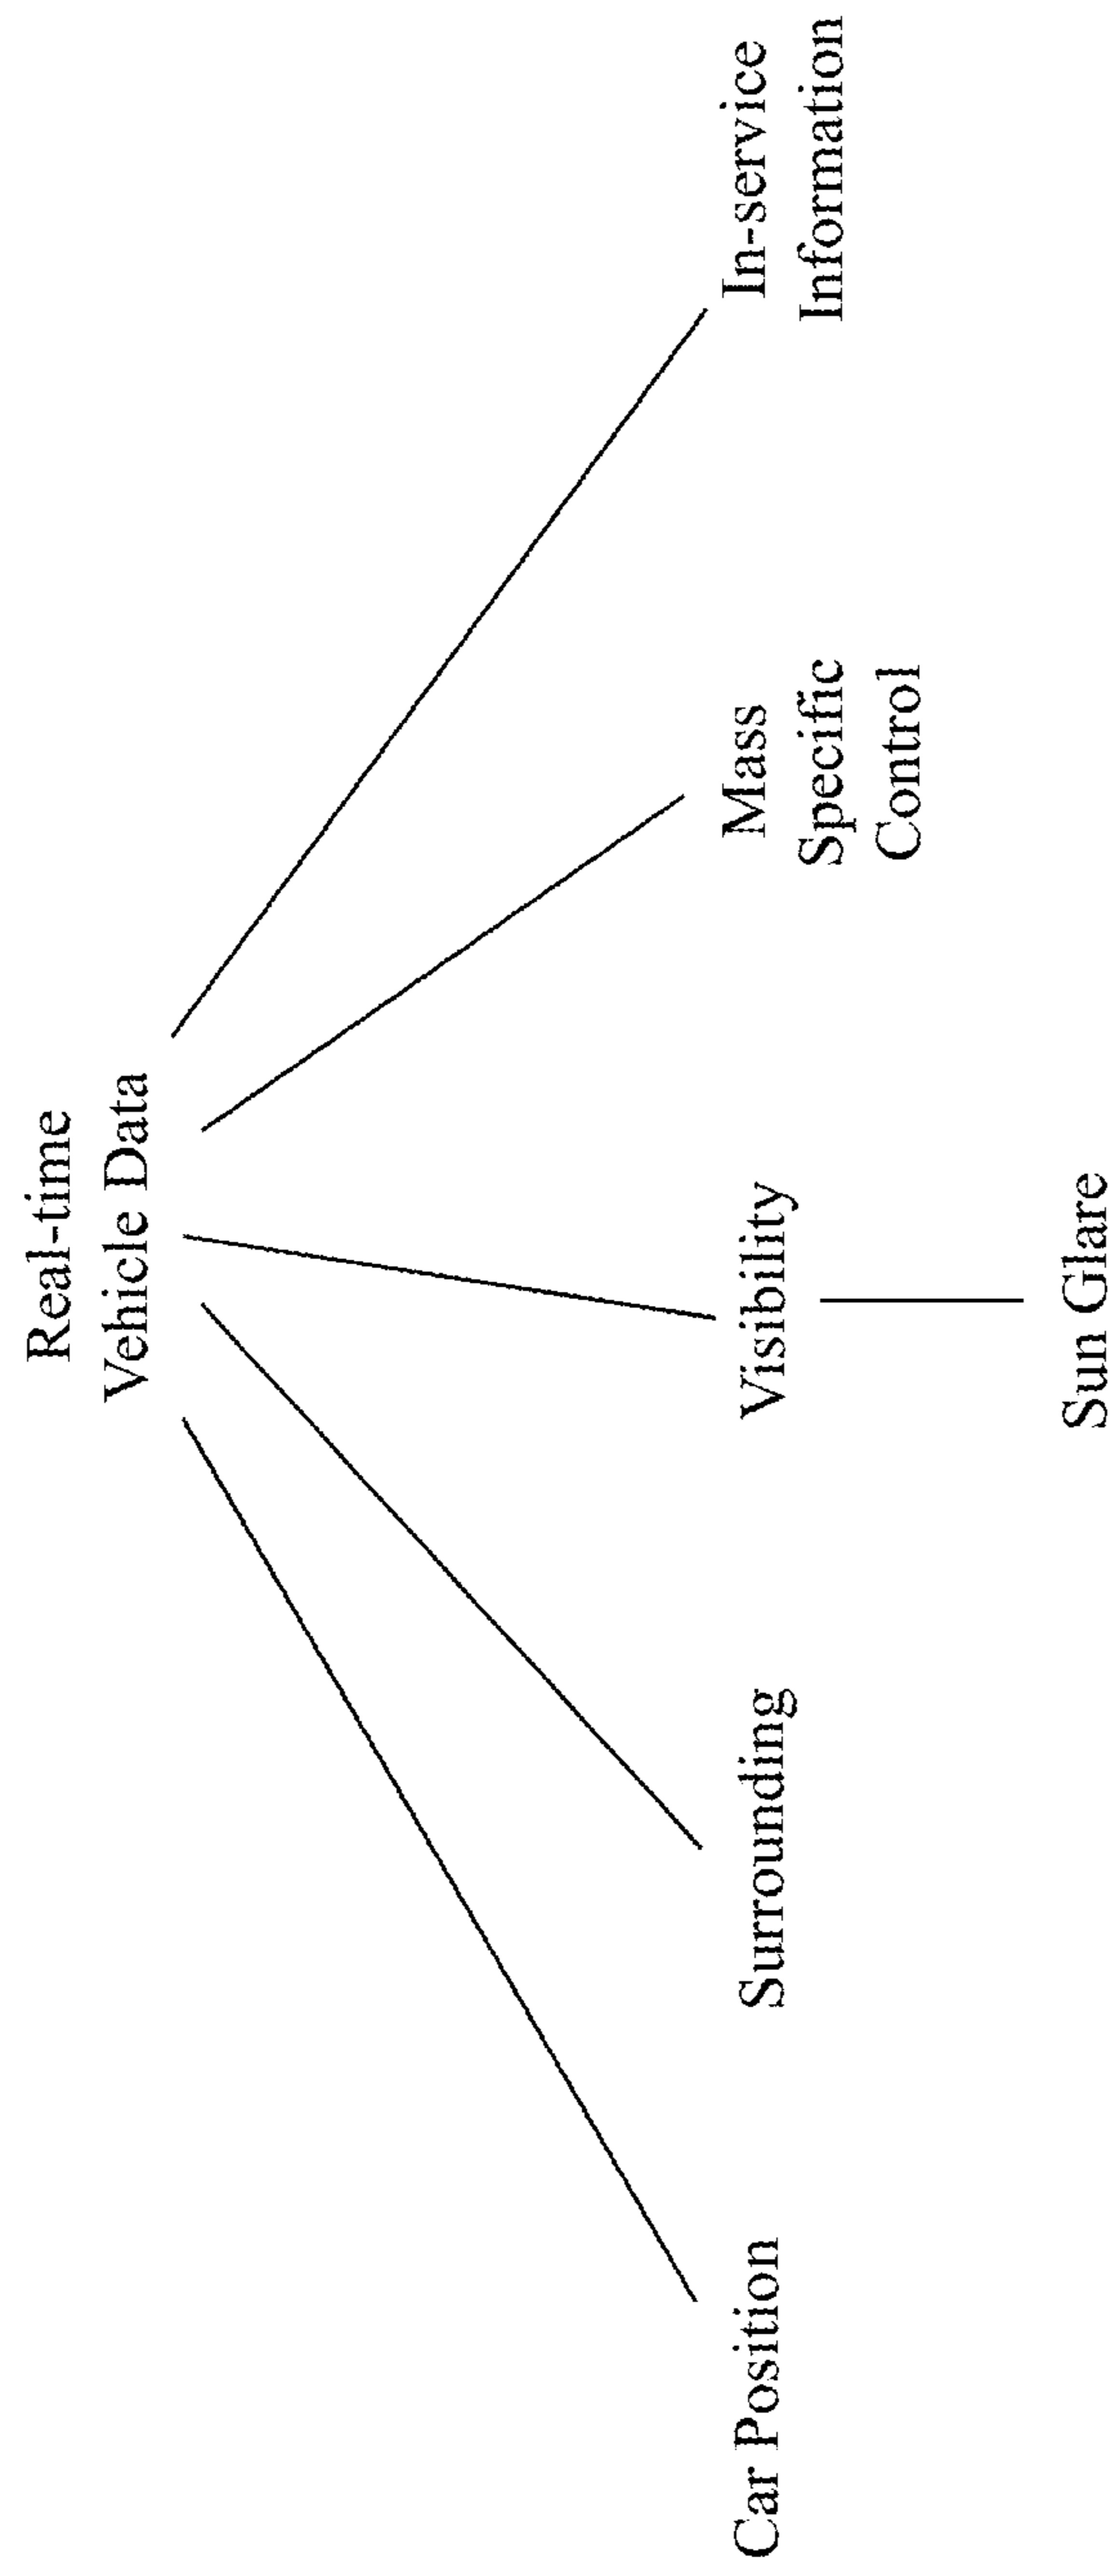 Real-time
Vehicle Data
Car Position
Surrounding
Visibility
Mass
Specific
Control
In-service
Information
Sun Glare